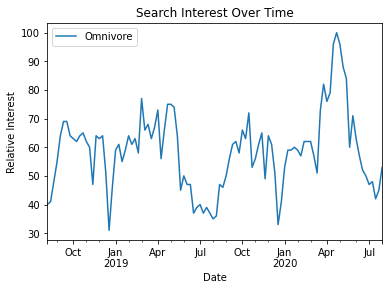 Search Interest Over Time
Omnivore
Relative Interest
100
90
80
70
60
50
40
30
Oct
Jan
2019
Apr
Jul
Oct
Jan
2020
Apr
Jul
Date